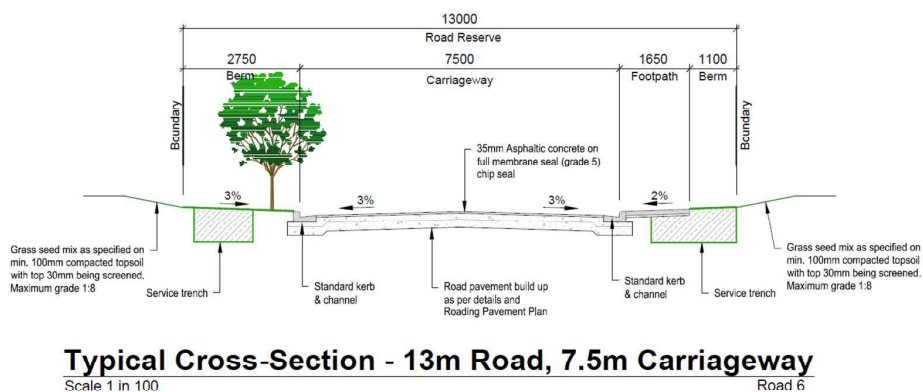 13000
Road Reserve
2750
7500
1650
1100
Berm
Carriageway
Footpath
Berm
Boundary
Boundary
35mm Asphaltic concrete on
full membrane seal (grade 5)
chip seal
3%
3%
3%
2%
Grass seed mix as specified on
min. 100mm compacted topsoil
with top 30mm being screened.
Maximum grade 1:8
Service trench
Standard kerb
& channel
Road pavement build up
as per details and
Roading Pavement Plan
Standard kerb
& channel
Service trench
Grass seed mix as specified on
min. 100mm compacted topsoil
with top 30mm being screened.
Maximum grade 1:8
Typical Cross-Section - 13m Road, 7.5m Carriageway
Scale 1 in 100
Road 6